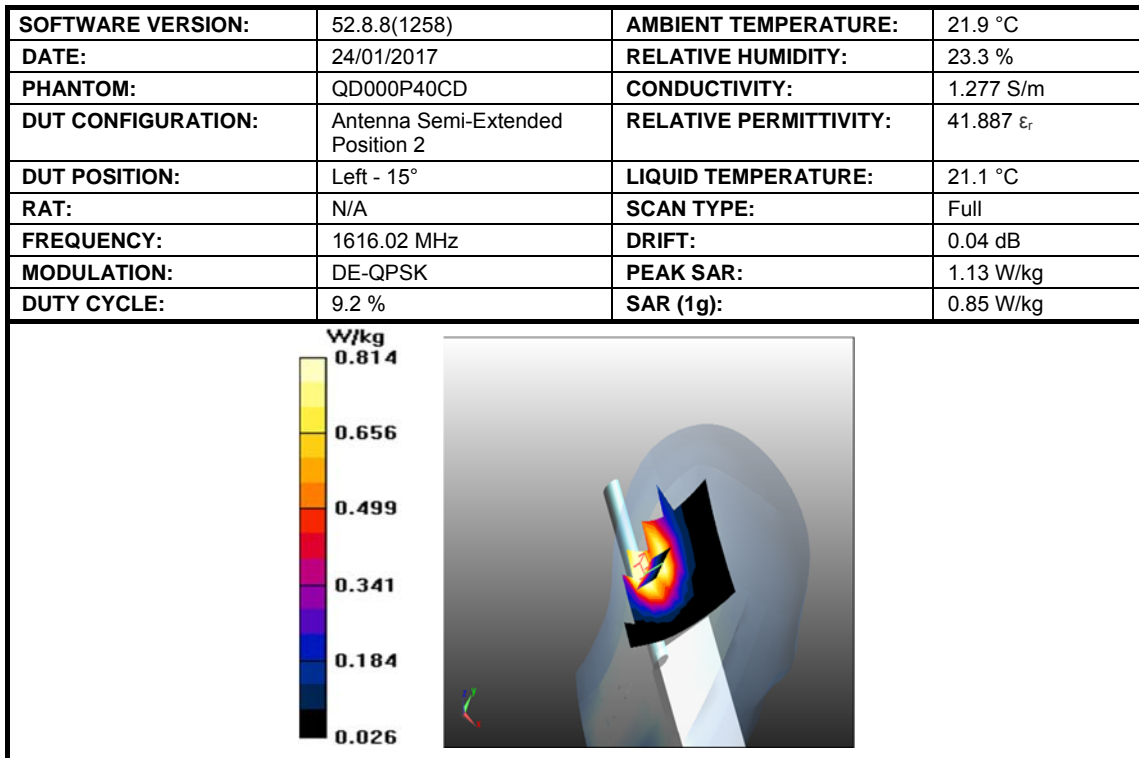 SOFTWARE VERSION: 52.8.8(1258) AMBIENT TEMPERATURE: 21.9 °C
DATE: 24/01/2017 RELATIVE HUMIDITY: 23.3 %
PHANTOM: QD000P40CD CONDUCTIVITY: 1.277 S/m
DUT CONFIGURATION: Antenna Semi-Extended RELATIVE PERMITTIVITY: 41.887 εr
Position 2
DUT POSITION: Left - 15° LIQUID TEMPERATURE: 21.1 °C
RAT: N/A SCAN TYPE: Full
FREQUENCY: 1616.02 MHz DRIFT: 0.04 dB
MODULATION: DE-QPSK PEAK SAR: 1.13 W/kg
DUTY CYCLE: 9.2 % SAR (1g): 0.85 W/kg
W/kg
0.814
0.656
0.499
0.341
0.184
0.026
z y
x